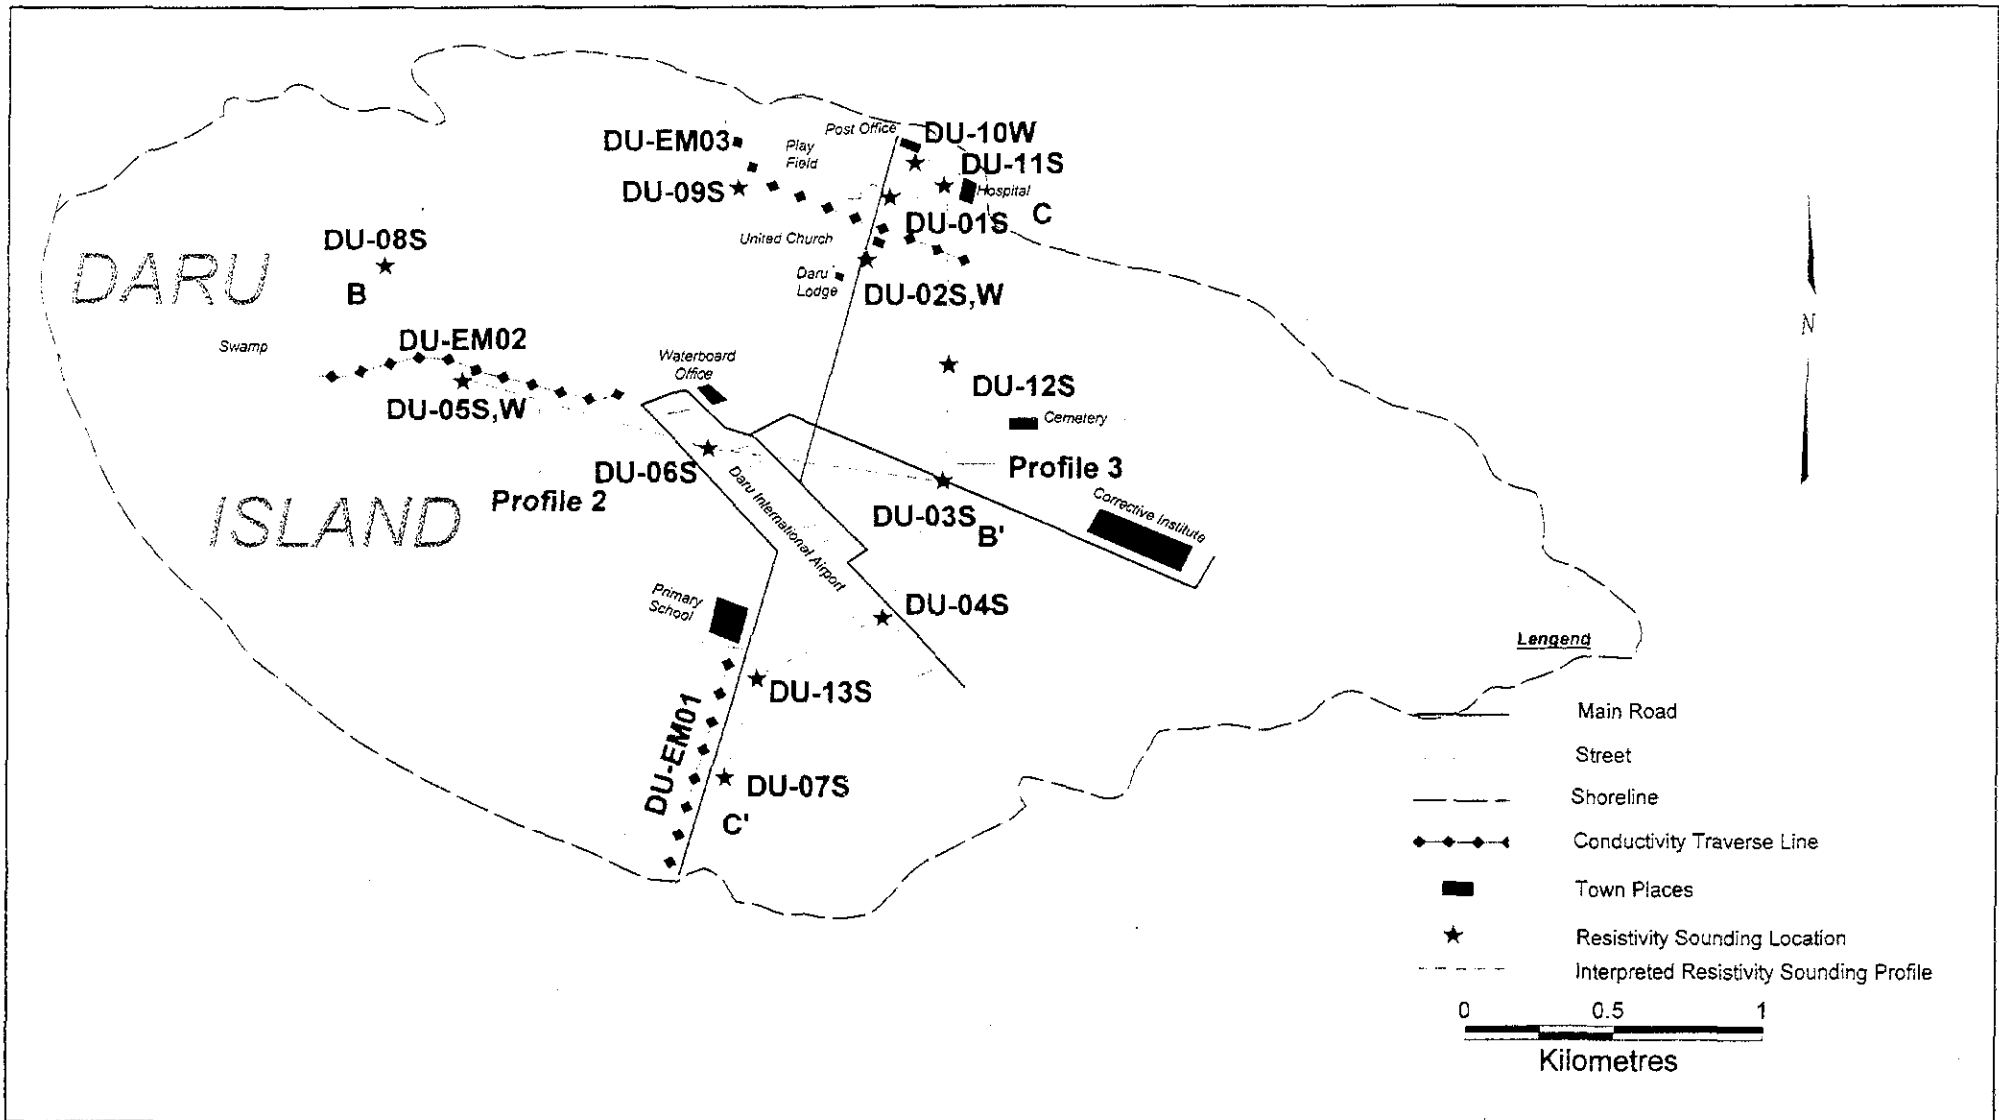 Post Office
DU-10W
DU-EM03
Play
Field
DU-11S
DU-09S
Hospital
C
DU-01S
United Church
DU-08S
DARU
Daru
Lodge
B
DU-02S,W
N
DU-EM02
Swamp
Waterboard
Office
DU-12S
DU-05S,W
Cemetery
DU-06S
Profile 3
Profile 2
Daru International Airport
Corrective Institute
ISLAND
DU-03S
B'
Primary
School
DU-04S
Lengend
DU-13S
DU-EM01
DU-07S
C'
Main Road
Street
Shoreline
Conductivity Traverse Line
Town Places
Resistivity Sounding Location
Interpreted Resistivity Sounding Profile
0 0.5 1
Kilometres